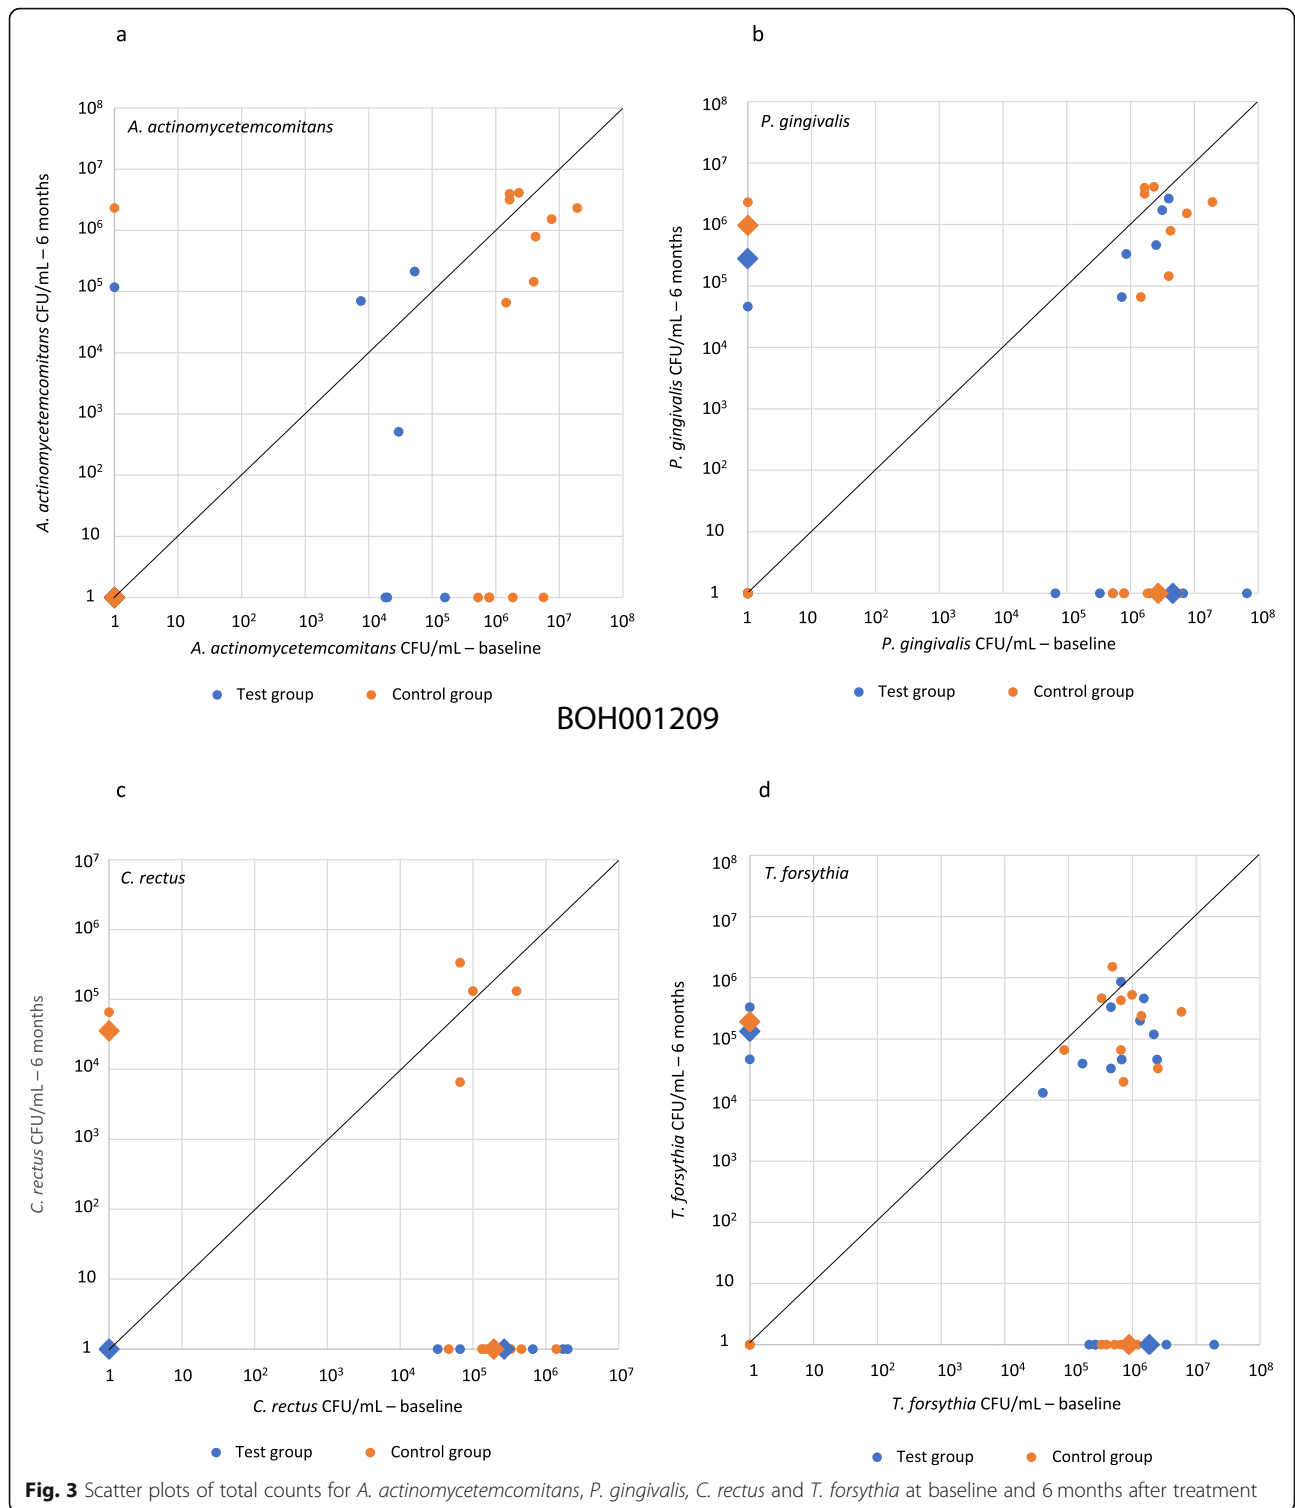 a
10⁸
10⁷
10⁶
10⁵
10⁴
10³
10²
10
1
A. actinomycetemcomitans CFU/mL – 6 months
A. actinomycetemcomitans
1 10 10² 10³ 10⁴ 10⁵ 10⁶ 10⁷ 10⁸
A. actinomycetemcomitans CFU/mL – baseline
Test group Control group
b
10⁸
10⁷
10⁶
10⁵
10⁴
10³
10²
10
1
P. gingivalis CFU/mL – 6 months
P. gingivalis
1 10 10² 10³ 10⁴ 10⁵ 10⁶ 10⁷ 10⁸
P. gingivalis CFU/mL – baseline
Test group Control group
BOH001209
c
10⁷
10⁶
10⁵
10⁴
10³
10²
10
1
C. rectus CFU/mL – 6 months
C. rectus
1 10 10² 10³ 10⁴ 10⁵ 10⁶ 10⁷
C. rectus CFU/mL – baseline
Test group Control group
d
10⁸
10⁷
10⁶
10⁵
10⁴
10³
10²
10
1
T. forsythia CFU/mL – 6 months
T. forsythia
1 10 10² 10³ 10⁴ 10⁵ 10⁶ 10⁷ 10⁸
T. forsythia CFU/mL – baseline
Test group Control group
Fig. 3 Scatter plots of total counts for A. actinomycetemcomitans, P. gingivalis, C. rectus and T. forsythia at baseline and 6 months after treatment